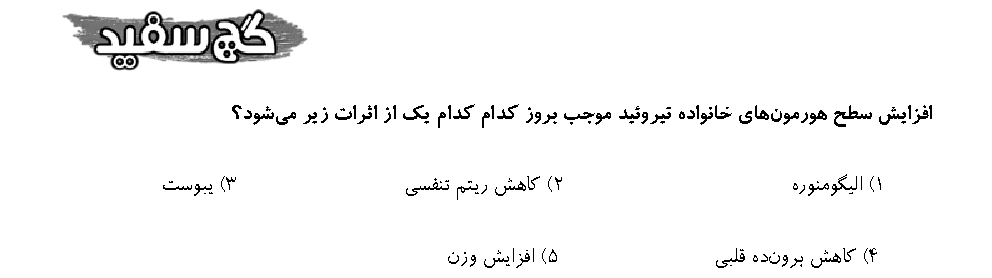 گچ سفید
افزایش سطح هورمون‌های خانواده تیروئید موجب بروز کدام کدام یک از اثرات زیر می‌شود؟
۱) الیگومنوره ۲) کاهش ریتم تنفسی ۳) یبوست
۴) کاهش برون‌ده قلبی ۵) افزایش وزن